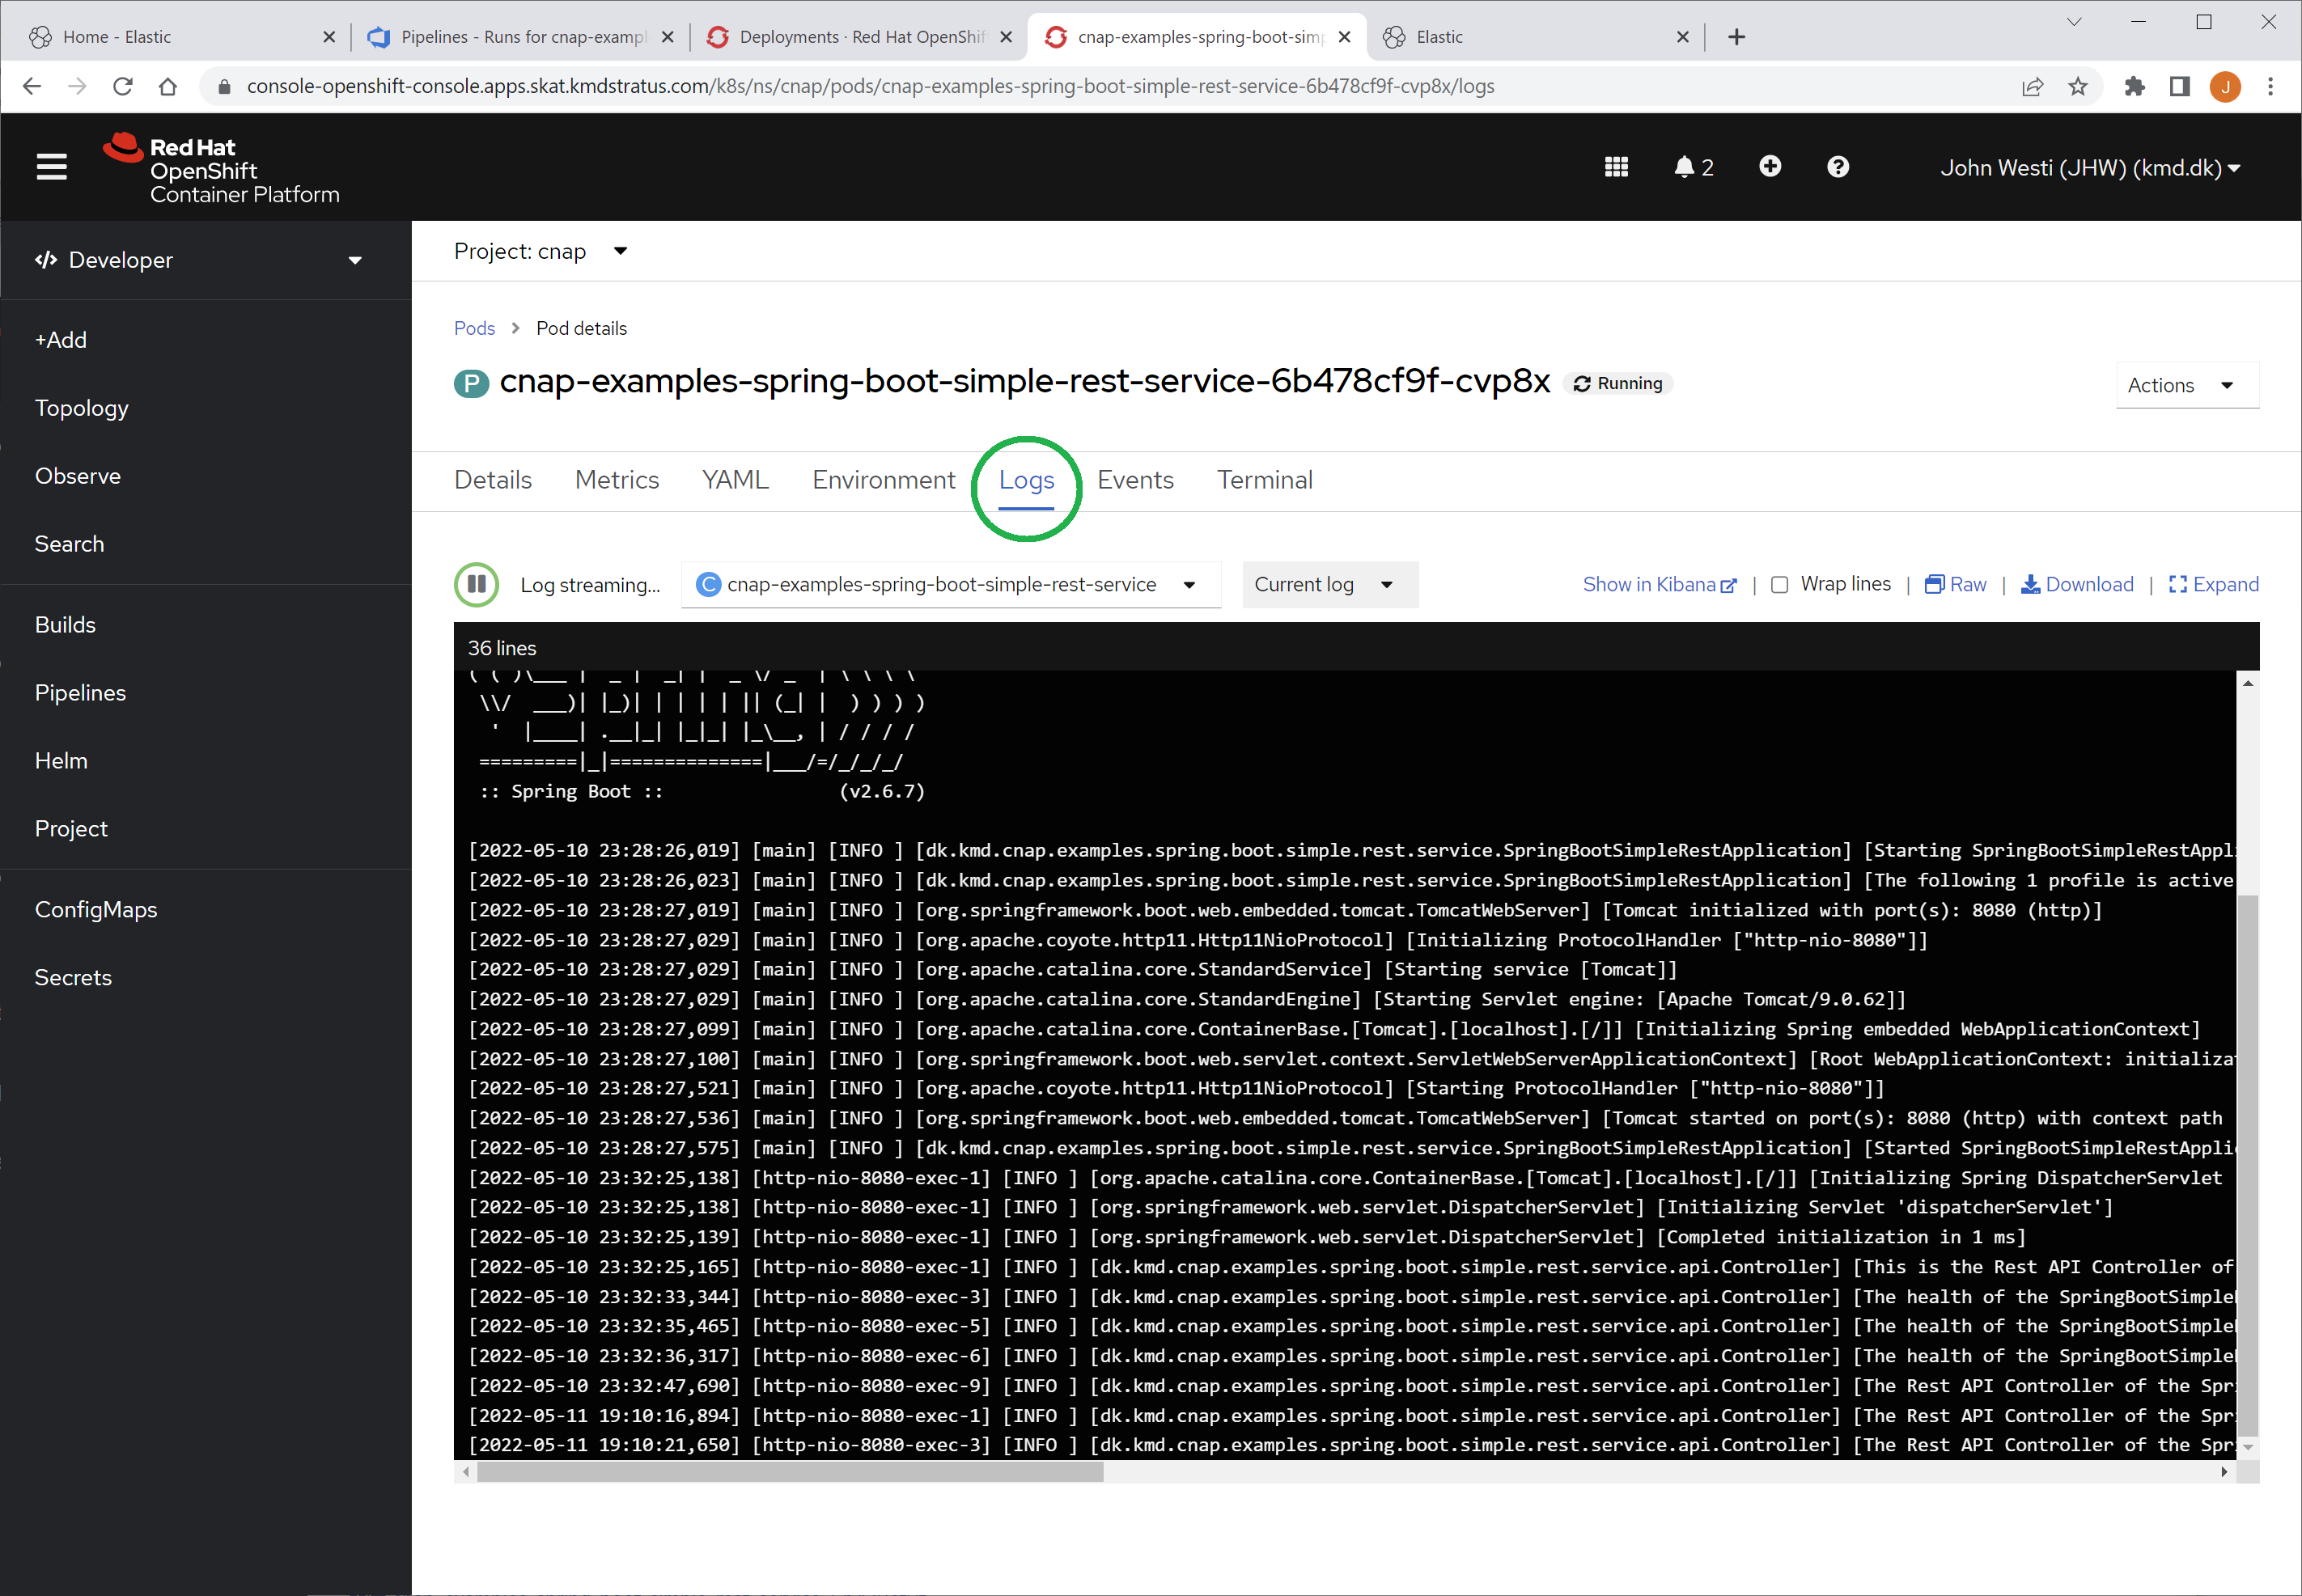 Home - Elastic
Pipelines - Runs for cnap-exampl
Deployments · Red Hat OpenShif
cnap-examples-spring-boot-sim
Elastic
console-openshift-console.apps.skat.kmdstratus.com/k8s/ns/cnap/pods/cnap-examples-spring-boot-simple-rest-service-6b478cf9f-cvp8x/logs
J
Red Hat
OpenShift
Container Platform
2
John Westi (JHW) (kmd.dk)
Developer
+Add
Topology
Observe
Search
Builds
Pipelines
Helm
Project
ConfigMaps
Secrets
Project: cnap
Pods > Pod details
P cnap-examples-spring-boot-simple-rest-service-6b478cf9f-cvp8x Running
Actions
Details Metrics YAML Environment Logs Events Terminal
Log streaming... C cnap-examples-spring-boot-simple-rest-service Current log Show in Kibana | Wrap lines | Raw | Download | Expand
36 lines
( ( )\___ | '_ | '_| | '_ \/ _` | \ \ \ \
\\/  ___)| |_)| | | | | || (_| |  ) ) ) )
'  |____| .__|_| |_|_| |_\__, | / / / /
=========|_|==============|___/=/_/_/_/
:: Spring Boot :: (v2.6.7)
[2022-05-10 23:28:26,019] [main] [INFO ] [dk.kmd.cnap.examples.spring.boot.simple.rest.service.SpringBootSimpleRestApplication] [Starting SpringBootSimpleRestAppl
[2022-05-10 23:28:26,023] [main] [INFO ] [dk.kmd.cnap.examples.spring.boot.simple.rest.service.SpringBootSimpleRestApplication] [The following 1 profile is active
[2022-05-10 23:28:27,019] [main] [INFO ] [org.springframework.boot.web.embedded.tomcat.TomcatWebServer] [Tomcat initialized with port(s): 8080 (http)]
[2022-05-10 23:28:27,029] [main] [INFO ] [org.apache.coyote.http11.Http11NioProtocol] [Initializing ProtocolHandler ["http-nio-8080"]]
[2022-05-10 23:28:27,029] [main] [INFO ] [org.apache.catalina.core.StandardService] [Starting service [Tomcat]]
[2022-05-10 23:28:27,029] [main] [INFO ] [org.apache.catalina.core.StandardEngine] [Starting Servlet engine: [Apache Tomcat/9.0.62]]
[2022-05-10 23:28:27,099] [main] [INFO ] [org.apache.catalina.core.ContainerBase.[Tomcat].[localhost].[/]] [Initializing Spring embedded WebApplicationContext]
[2022-05-10 23:28:27,100] [main] [INFO ] [org.springframework.boot.web.servlet.context.ServletWebServerApplicationContext] [Root WebApplicationContext: initializa
[2022-05-10 23:28:27,521] [main] [INFO ] [org.apache.coyote.http11.Http11NioProtocol] [Starting ProtocolHandler ["http-nio-8080"]]
[2022-05-10 23:28:27,536] [main] [INFO ] [org.springframework.boot.web.embedded.tomcat.TomcatWebServer] [Tomcat started on port(s): 8080 (http) with context path
[2022-05-10 23:28:27,575] [main] [INFO ] [dk.kmd.cnap.examples.spring.boot.simple.rest.service.SpringBootSimpleRestApplication] [Started SpringBootSimpleRestApplic
[2022-05-10 23:32:25,138] [http-nio-8080-exec-1] [INFO ] [org.apache.catalina.core.ContainerBase.[Tomcat].[localhost].[/]] [Initializing Spring DispatcherServlet
[2022-05-10 23:32:25,138] [http-nio-8080-exec-1] [INFO ] [org.springframework.web.servlet.DispatcherServlet] [Initializing Servlet 'dispatcherServlet']
[2022-05-10 23:32:25,139] [http-nio-8080-exec-1] [INFO ] [org.springframework.web.servlet.DispatcherServlet] [Completed initialization in 1 ms]
[2022-05-10 23:32:25,165] [http-nio-8080-exec-1] [INFO ] [dk.kmd.cnap.examples.spring.boot.simple.rest.service.api.Controller] [This is the Rest API Controller of
[2022-05-10 23:32:33,344] [http-nio-8080-exec-3] [INFO ] [dk.kmd.cnap.examples.spring.boot.simple.rest.service.api.Controller] [The health of the SpringBootSimple
[2022-05-10 23:32:35,465] [http-nio-8080-exec-5] [INFO ] [dk.kmd.cnap.examples.spring.boot.simple.rest.service.api.Controller] [The health of the SpringBootSimple
[2022-05-10 23:32:36,317] [http-nio-8080-exec-6] [INFO ] [dk.kmd.cnap.examples.spring.boot.simple.rest.service.api.Controller] [The health of the SpringBootSimple
[2022-05-10 23:32:47,690] [http-nio-8080-exec-9] [INFO ] [dk.kmd.cnap.examples.spring.boot.simple.rest.service.api.Controller] [The Rest API Controller of the Spr
[2022-05-11 19:10:16,894] [http-nio-8080-exec-1] [INFO ] [dk.kmd.cnap.examples.spring.boot.simple.rest.service.api.Controller] [The Rest API Controller of the Spr
[2022-05-11 19:10:21,650] [http-nio-8080-exec-3] [INFO ] [dk.kmd.cnap.examples.spring.boot.simple.rest.service.api.Controller] [The Rest API Controller of the Spr